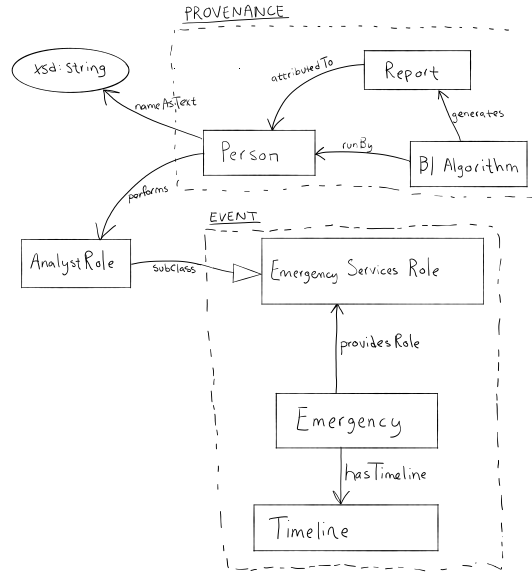 PROVENANCE
xsd:String
attributedTo
Report
nameAsText
generates
Person
runBy
BI Algorithm
performs
EVENT
AnalystRole
subclass
Emergency Services Role
providesRole
Emergency
hasTimeline
Timeline